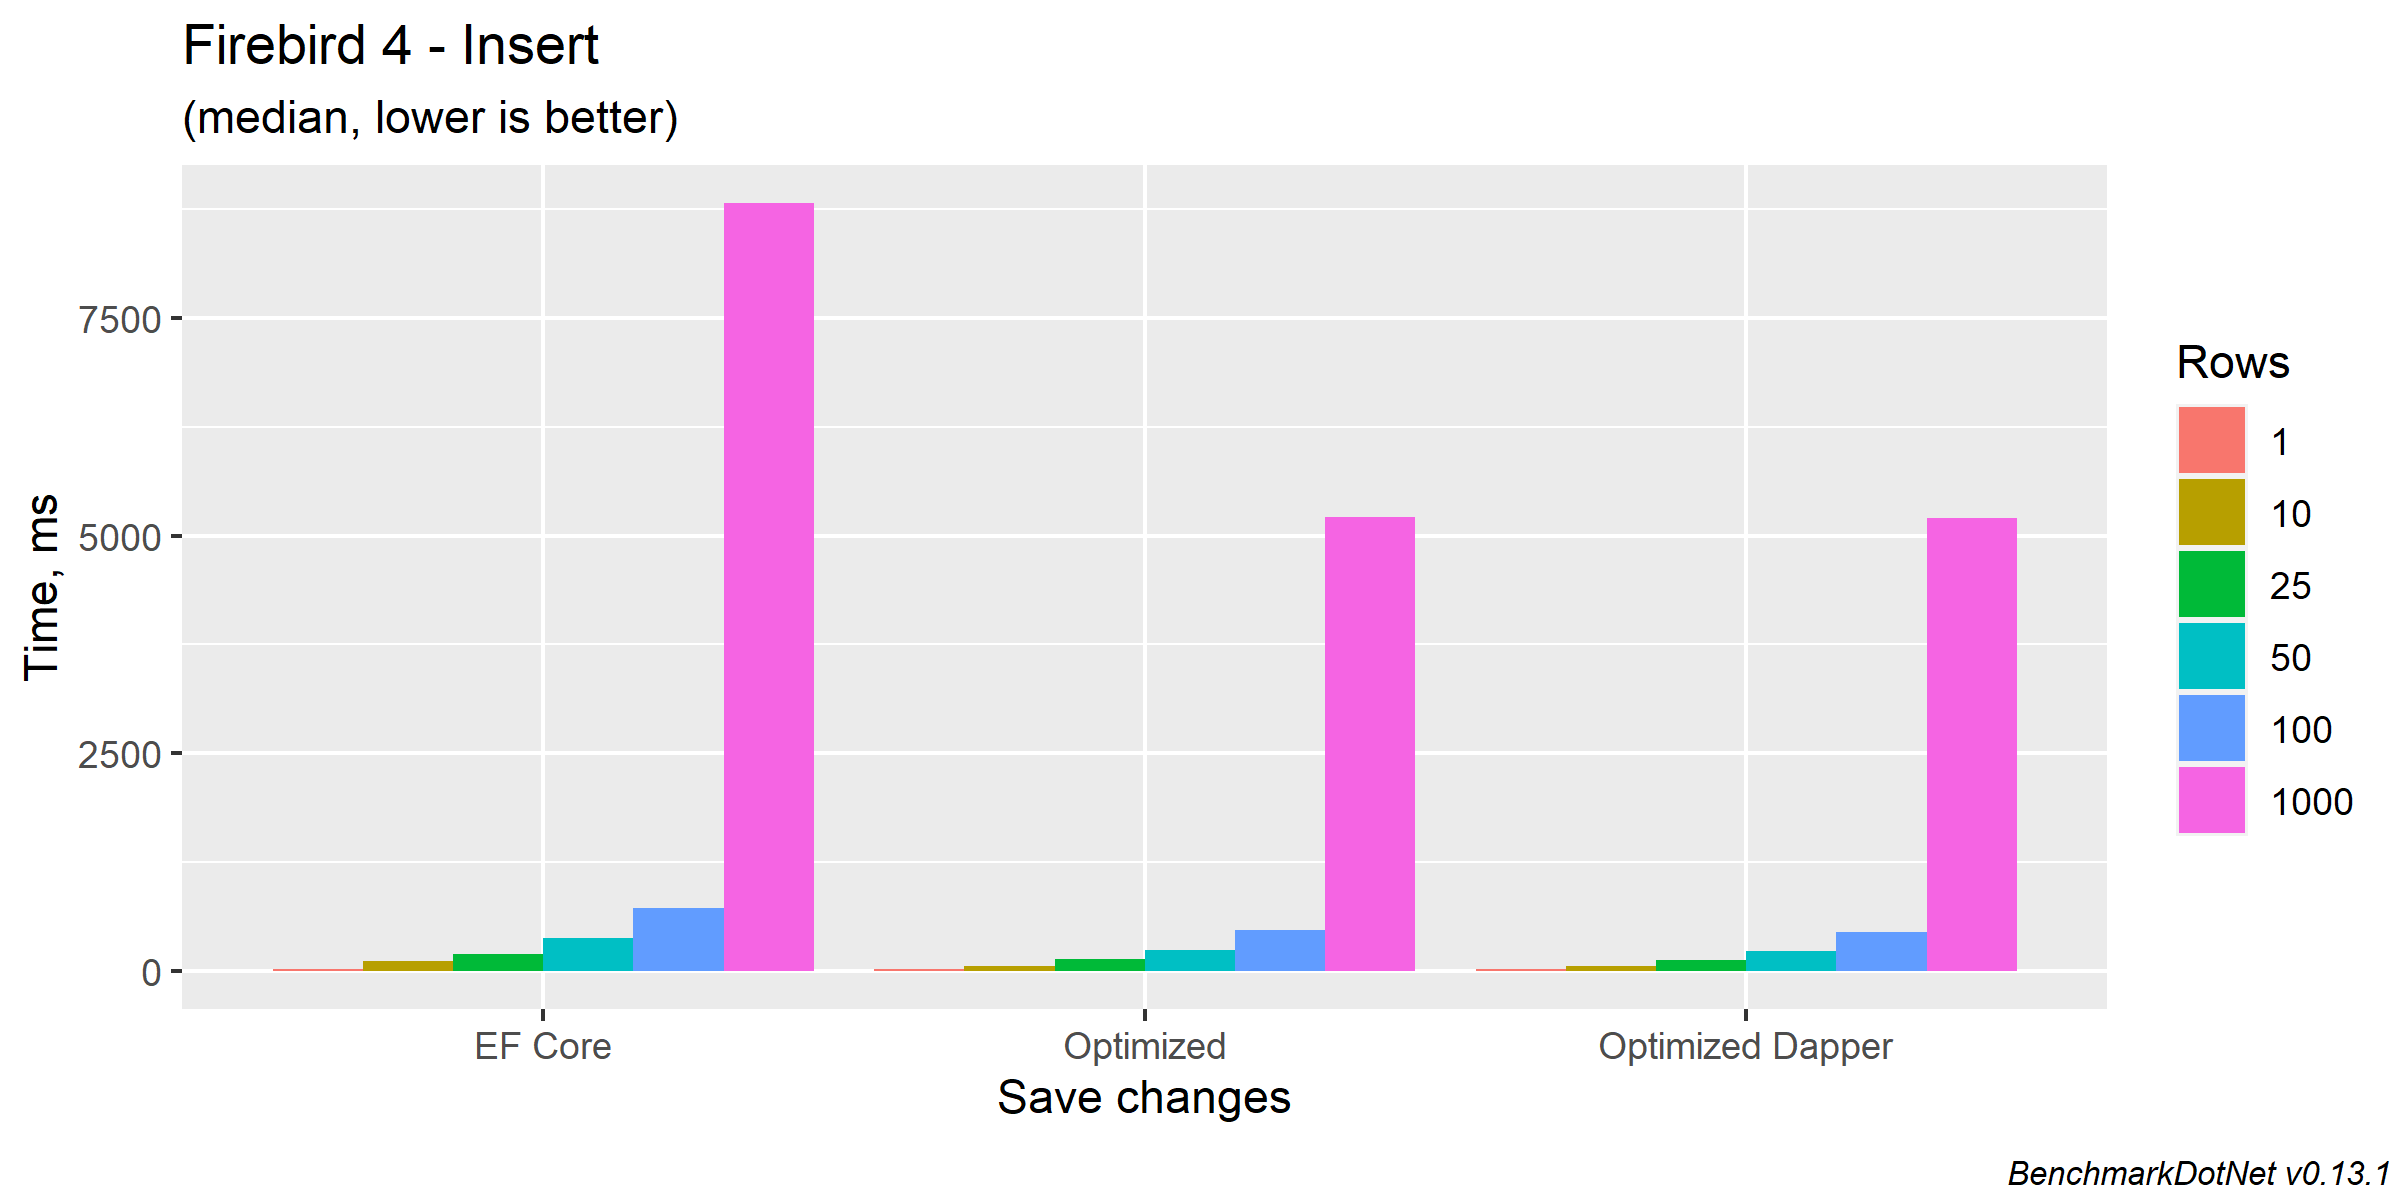 Firebird 4 - Insert
(median, lower is better)
7500
5000
2500
0
Time, ms
EF Core
Optimized
Optimized Dapper
Save changes
Rows
1
10
25
50
100
1000
BenchmarkDotNet v0.13.1